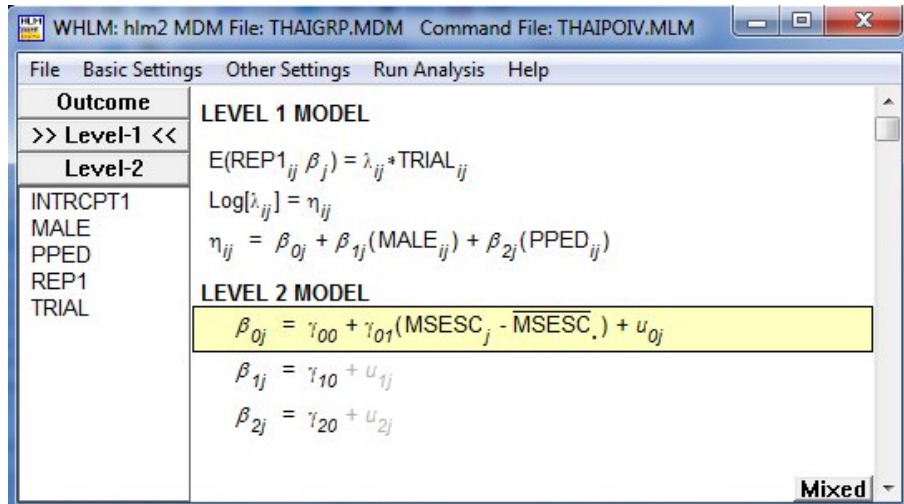 WHLM: hlm2 MDM File: THAIGRP.MDM Command File: THAIPOIV.MLM
File Basic Settings Other Settings Run Analysis Help
Outcome
>> Level-1 <<
Level-2
INTRCPT1
MALE
PPED
REP1
TRIAL
LEVEL 1 MODEL
E(REP1ᵢⱼ βⱼ) = λᵢⱼ*TRIALᵢⱼ
Log[λᵢⱼ] = ηᵢⱼ
ηᵢⱼ = β₀ⱼ + β₁ⱼ(MALEᵢⱼ) + β₂ⱼ(PPEDᵢⱼ)
LEVEL 2 MODEL
β₀ⱼ = γ₀₀ + γ₀₁(MSESCⱼ - M̅S̅E̅S̅C̅.) + u₀ⱼ
β₁ⱼ = γ₁₀ + u₁ⱼ
β₂ⱼ = γ₂₀ + u₂ⱼ
Mixed